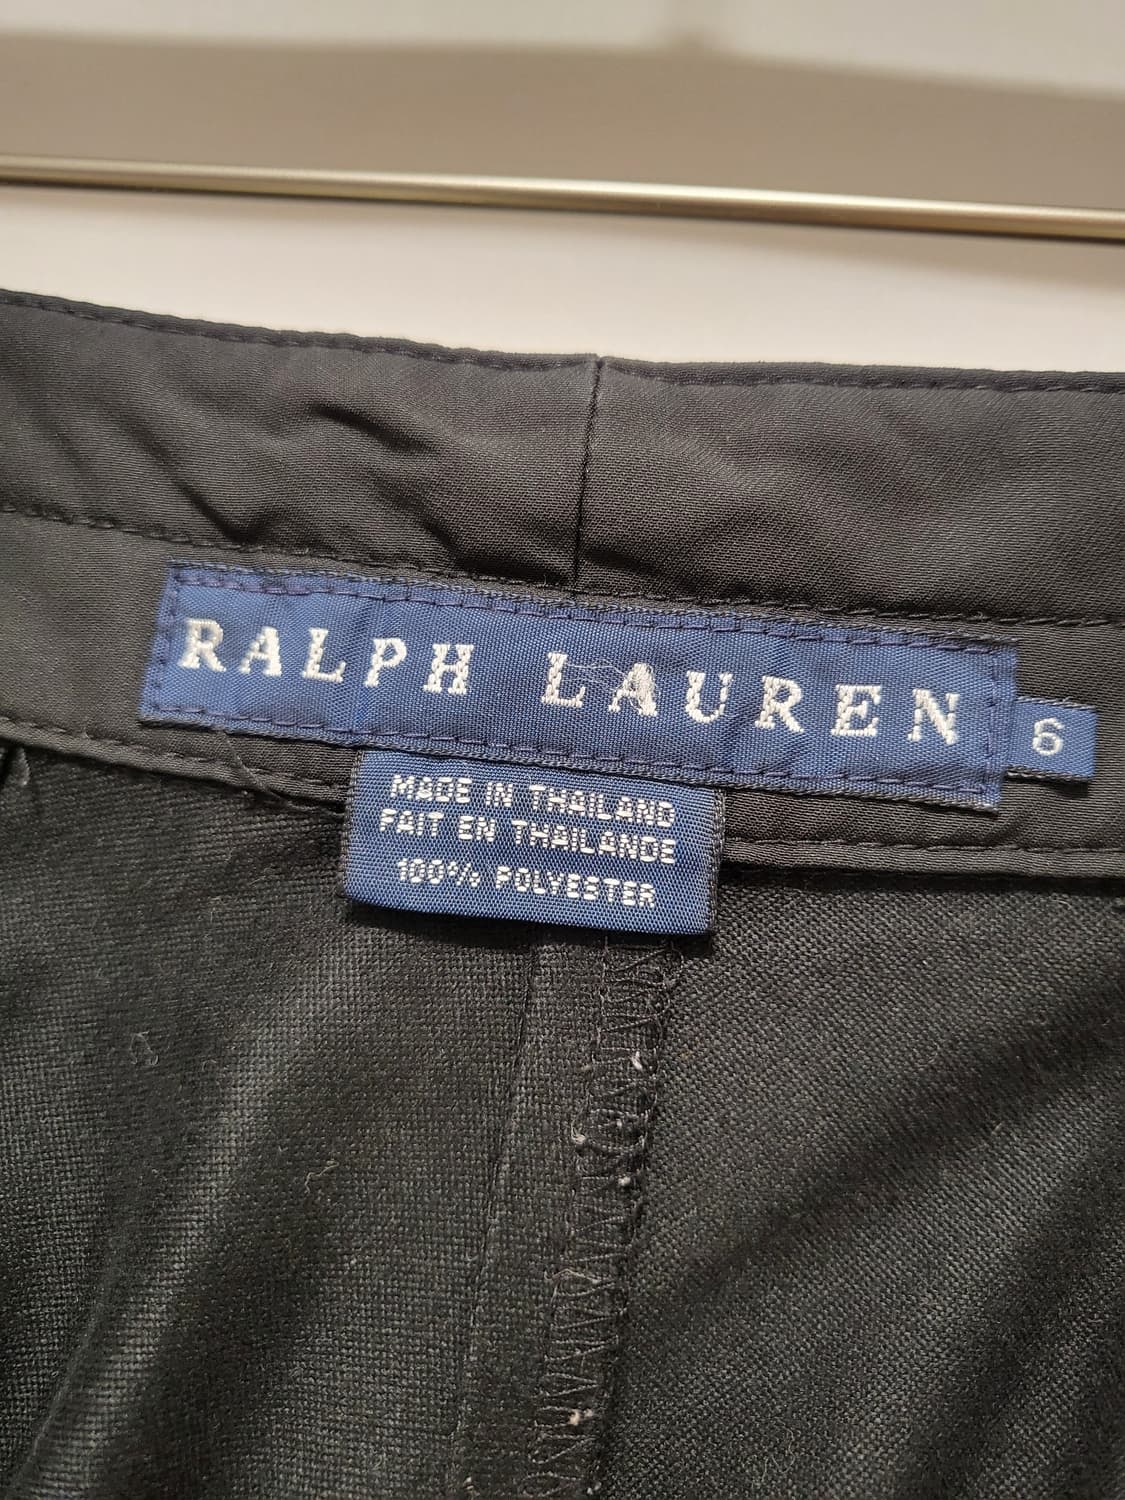 RALPH LAUREN
6
MADE IN THAILAND
FAIT EN THAILANDE
100% POLYESTER